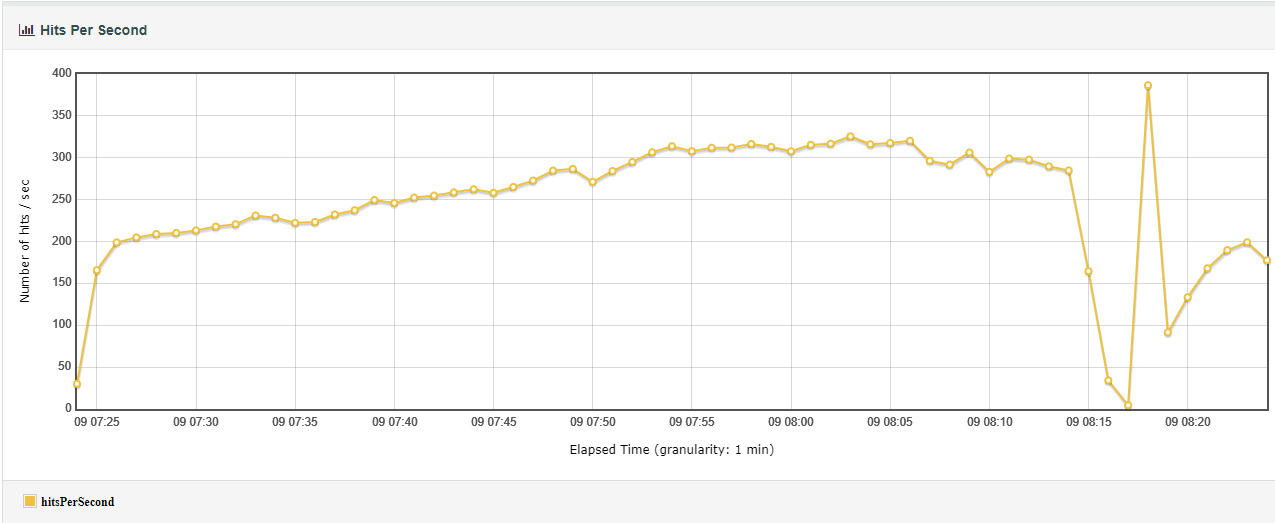 Hits Per Second
400
350
300
250
200
150
100
50
0
Number of hits / sec
09 07:25 09 07:30 09 07:35 09 07:40 09 07:45 09 07:50 09 07:55 09 08:00 09 08:05 09 08:10 09 08:15 09 08:20
Elapsed Time (granularity: 1 min)
hitsPerSecond